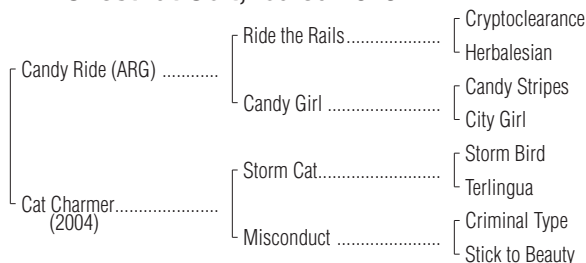 Cryptoclearance
Ride the Rails
Herbalesian
Candy Ride (ARG)
Candy Stripes
Candy Girl
City Girl
Storm Bird
Storm Cat
Terlingua
Cat Charmer
(2004)
Criminal Type
Misconduct
Stick to Beauty